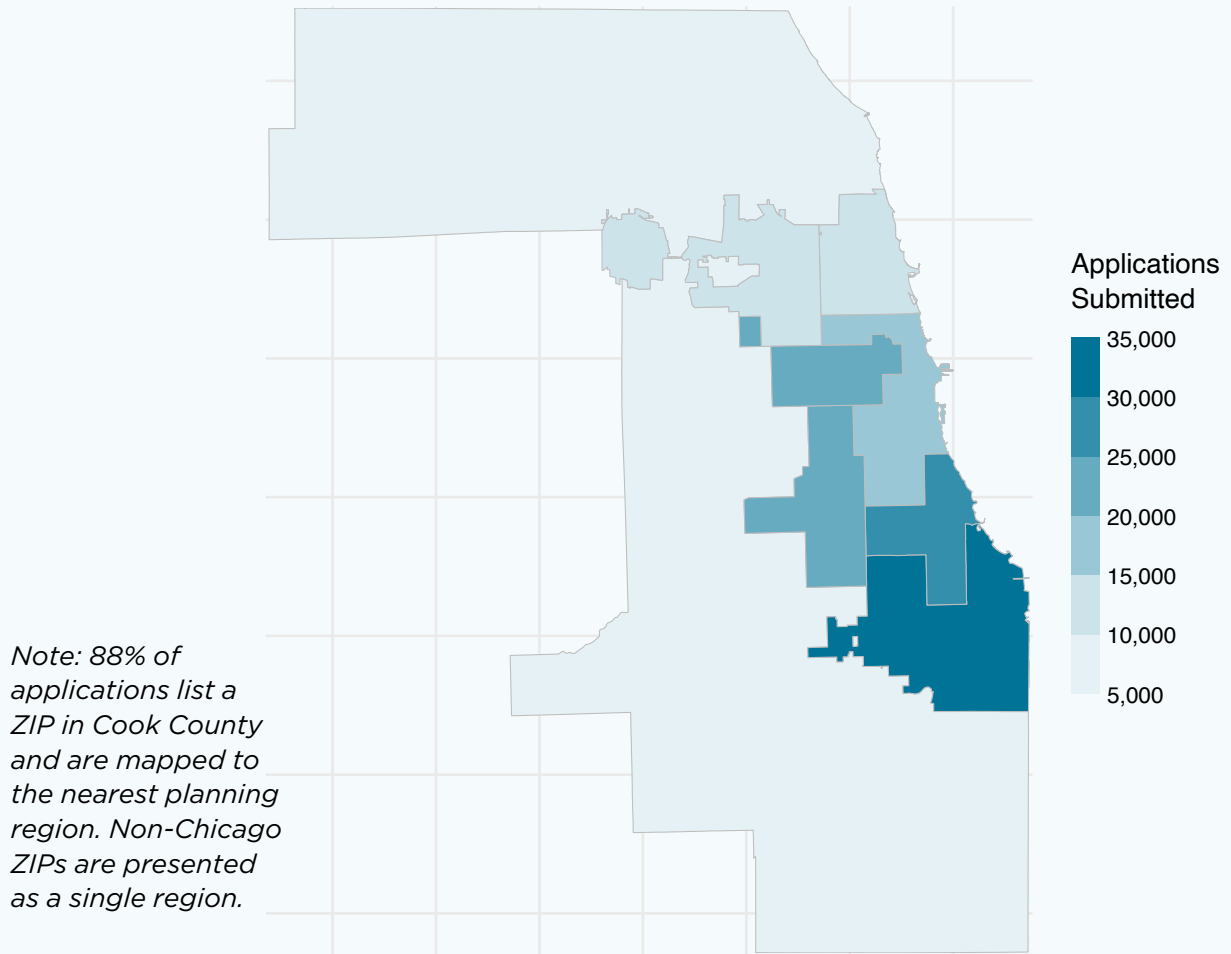 Applications
Submitted
35,000
30,000
25,000
20,000
15,000
10,000
5,000
Note: 88% of
applications list a
ZIP in Cook County
and are mapped to
the nearest planning
region. Non-Chicago
ZIPs are presented
as a single region.